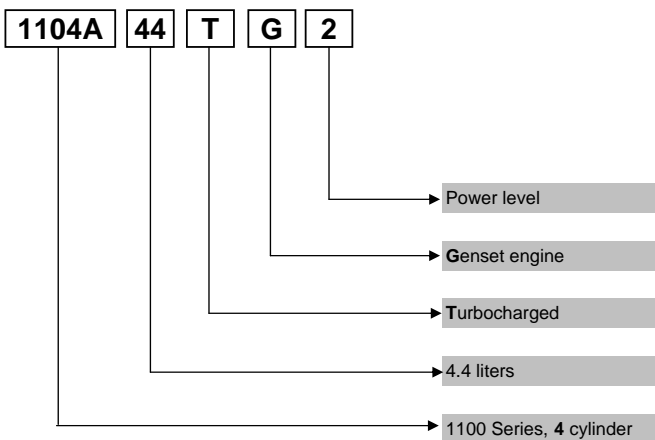 1104A 44 T G 2
Power level
Genset engine
Turbocharged
4.4 liters
1100 Series, 4 cylinder